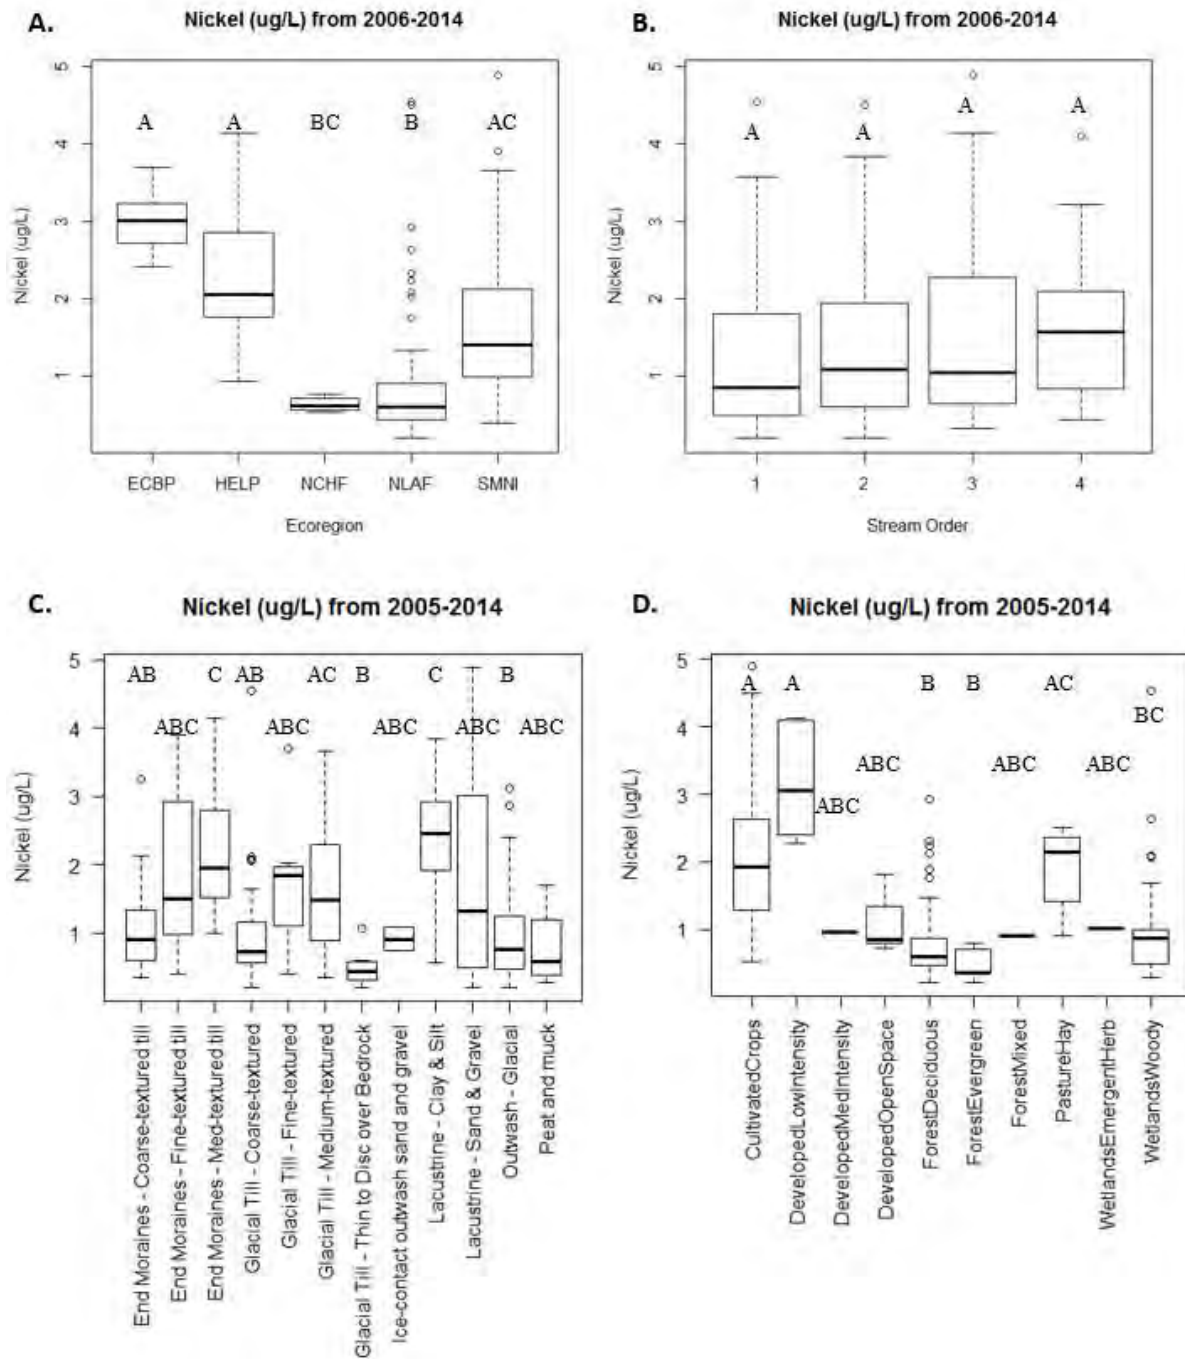 A.
Nickel (ug/L) from 2006-2014
Nickel (ug/L)
5
4
3
2
1
A A BC B AC
ECBP HELP NCHF NLAF SMNI
Ecoregion
B.
Nickel (ug/L) from 2006-2014
Nickel (ug/L)
5
4
3
2
1
A A A A
1 2 3 4
Stream Order
C.
Nickel (ug/L) from 2005-2014
Nickel (ug/L)
5
4
3
2
1
AB C AB AC B C B
ABC ABC ABC ABC ABC
End Moraines - Coarse-textured till
End Moraines - Fine-textured till
End Moraines - Med-textured till
Glacial Till - Coarse-textured
Glacial Till - Fine-textured
Glacial Till - Medium-textured
Glacial Till - Thin to Disc over Bedrock
Ice-contact outwash sand and gravel
Lacustrine - Clay & Silt
Lacustrine - Sand & Gravel
Outwash - Glacial
Peat and muck
D.
Nickel (ug/L) from 2005-2014
Nickel (ug/L)
5
4
3
2
1
A A B B AC
BC
ABC ABC ABC
ABC
CultivatedCrops
DevelopedLowIntensity
DevelopedMedIntensity
DevelopedOpenSpace
ForestDeciduous
ForestEvergreen
ForestMixed
PastureHay
WetlandsEmergentHerb
WetlandsWoody